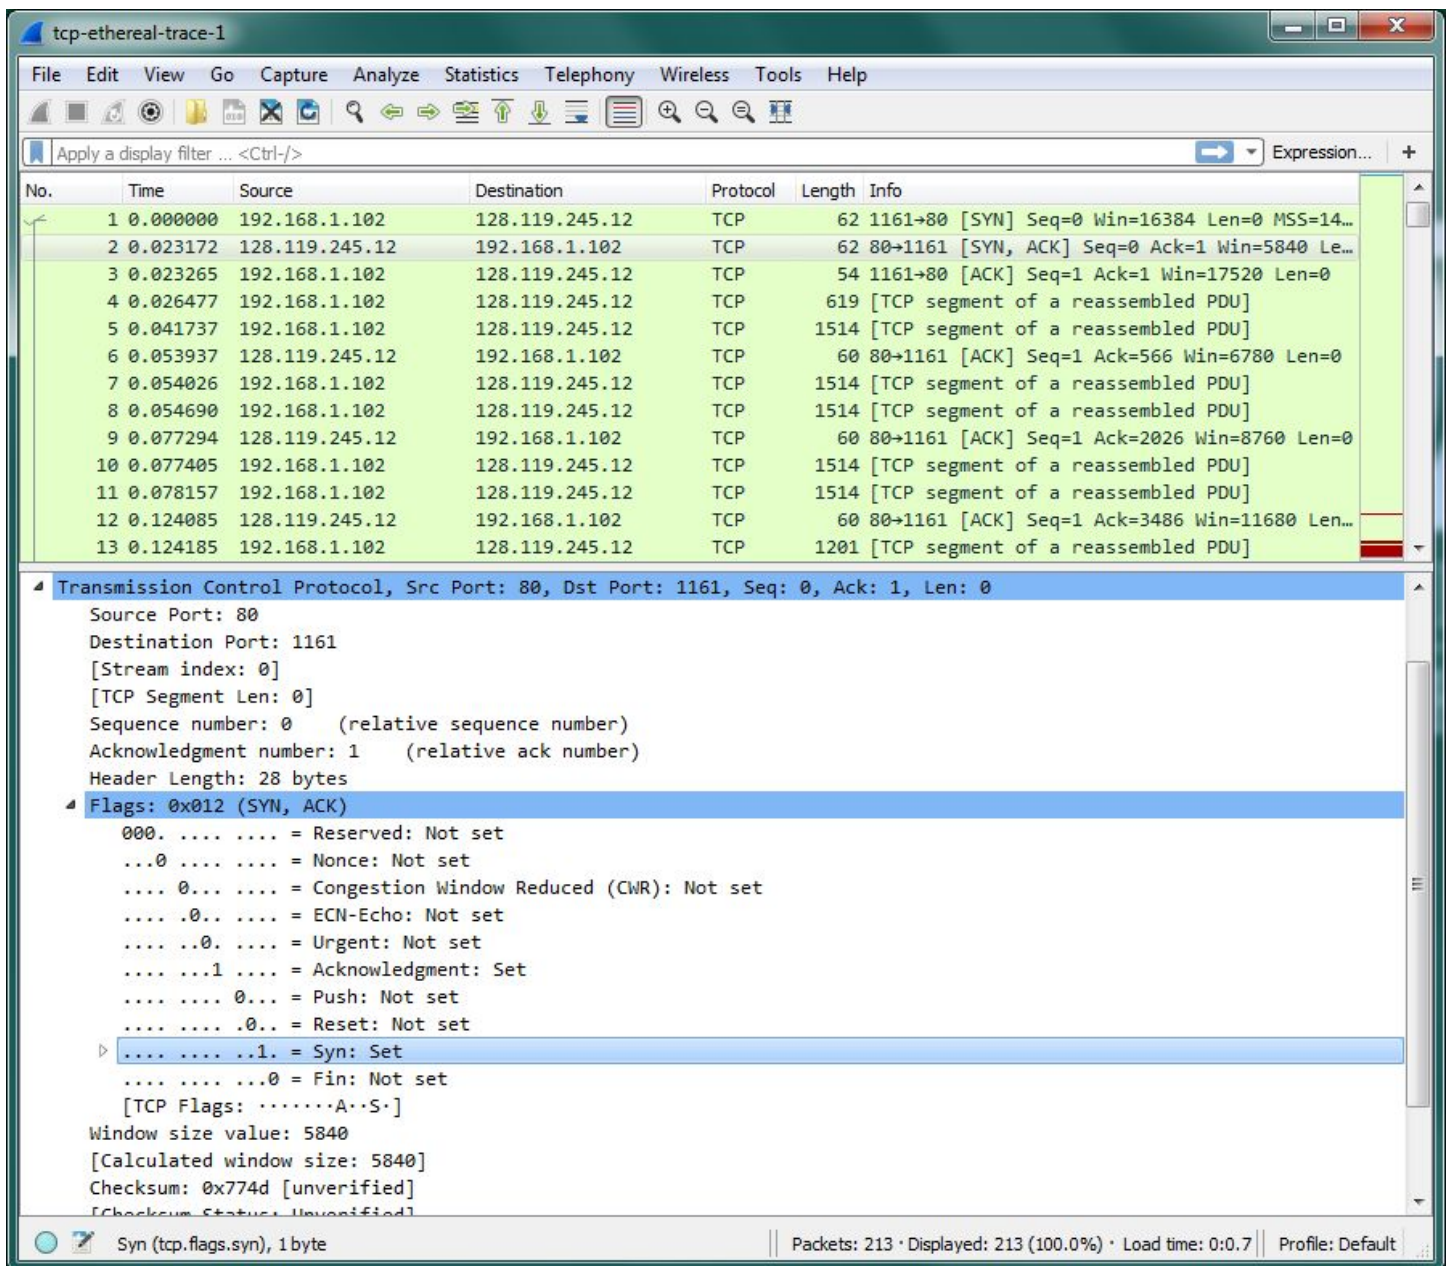 tcp-ethereal-trace-1
File Edit View Go Capture Analyze Statistics Telephony Wireless Tools Help
Apply a display filter ... <Ctrl-/> Expression... +
No. Time Source Destination Protocol Length Info
1 0.000000 192.168.1.102 128.119.245.12 TCP 62 1161→80 [SYN] Seq=0 Win=16384 Len=0 MSS=14…
2 0.023172 128.119.245.12 192.168.1.102 TCP 62 80→1161 [SYN, ACK] Seq=0 Ack=1 Win=5840 Le…
3 0.023265 192.168.1.102 128.119.245.12 TCP 54 1161→80 [ACK] Seq=1 Ack=1 Win=17520 Len=0
4 0.026477 192.168.1.102 128.119.245.12 TCP 619 [TCP segment of a reassembled PDU]
5 0.041737 192.168.1.102 128.119.245.12 TCP 1514 [TCP segment of a reassembled PDU]
6 0.053937 128.119.245.12 192.168.1.102 TCP 60 80→1161 [ACK] Seq=1 Ack=566 Win=6780 Len=0
7 0.054026 192.168.1.102 128.119.245.12 TCP 1514 [TCP segment of a reassembled PDU]
8 0.054690 192.168.1.102 128.119.245.12 TCP 1514 [TCP segment of a reassembled PDU]
9 0.077294 128.119.245.12 192.168.1.102 TCP 60 80→1161 [ACK] Seq=1 Ack=2026 Win=8760 Len=0
10 0.077405 192.168.1.102 128.119.245.12 TCP 1514 [TCP segment of a reassembled PDU]
11 0.078157 192.168.1.102 128.119.245.12 TCP 1514 [TCP segment of a reassembled PDU]
12 0.124085 128.119.245.12 192.168.1.102 TCP 60 80→1161 [ACK] Seq=1 Ack=3486 Win=11680 Len…
13 0.124185 192.168.1.102 128.119.245.12 TCP 1201 [TCP segment of a reassembled PDU]
Transmission Control Protocol, Src Port: 80, Dst Port: 1161, Seq: 0, Ack: 1, Len: 0
Source Port: 80
Destination Port: 1161
[Stream index: 0]
[TCP Segment Len: 0]
Sequence number: 0 (relative sequence number)
Acknowledgment number: 1 (relative ack number)
Header Length: 28 bytes
Flags: 0x012 (SYN, ACK)
000. .... .... = Reserved: Not set
...0 .... .... = Nonce: Not set
.... 0... .... = Congestion Window Reduced (CWR): Not set
.... .0.. .... = ECN-Echo: Not set
.... ..0. .... = Urgent: Not set
.... ...1 .... = Acknowledgment: Set
.... .... 0... = Push: Not set
.... .... .0.. = Reset: Not set
.... .... ..1. = Syn: Set
.... .... ...0 = Fin: Not set
[TCP Flags: ·······A··S·]
Window size value: 5840
[Calculated window size: 5840]
Checksum: 0x774d [unverified]
[Checksum Status: Unverified]
Syn (tcp.flags.syn), 1 byte Packets: 213 · Displayed: 213 (100.0%) · Load time: 0:0.7 Profile: Default